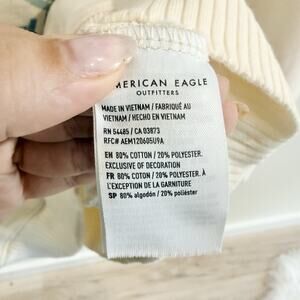 AMERICAN EAGLE
OUTFITTERS
MADE IN VIETNAM / FABRIQUÉ AU
VIETNAM / HECHO EN VIETNAM
RN 54485 / CA 03873
RFC# AEM120605U9A
EN 80% COTTON / 20% POLYESTER.
EXCLUSIVE OF DECORATION
FR 80% COTON / 20% POLYESTER. À
L'EXCEPTION DE LA GARNITURE
SP 80% algodón / 20% poliéster